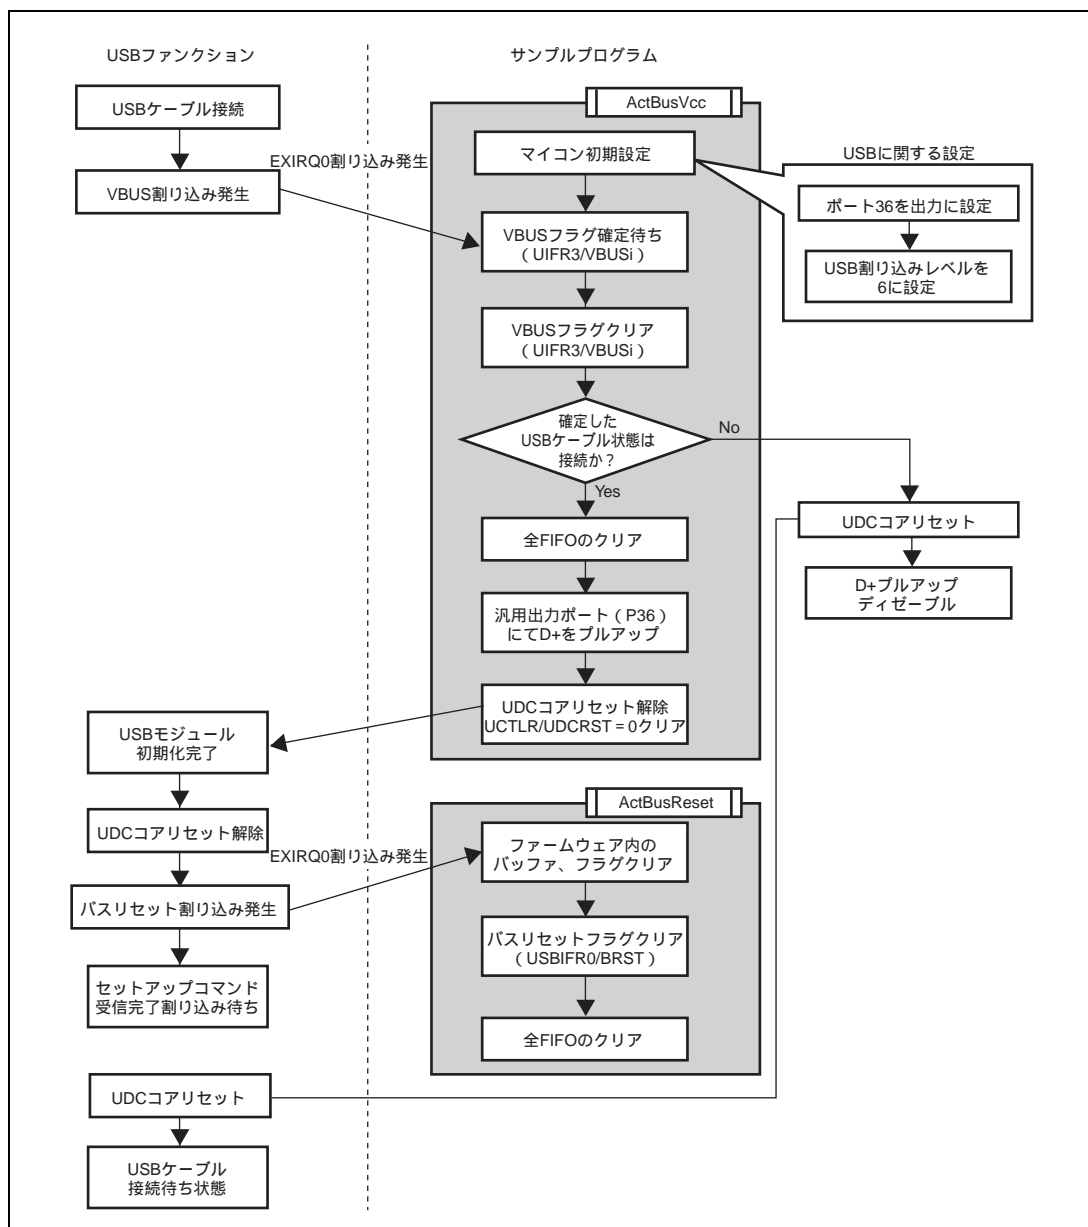 USBファンクション
サンプルプログラム
USBケーブル接続
VBUS割り込み発生
EXIRQ0割り込み発生
ActBusVcc
マイコン初期設定
USBに関する設定
ポート36を出力に設定
USB割り込みレベルを
6に設定
VBUSフラグ確定待ち
（UIFR3/VBUSi）
VBUSフラグクリア
（UIFR3/VBUSi）
確定した
USBケーブル状態は
接続か？
No
Yes
UDCコアリセット
D+プルアップ
ディゼーブル
全FIFOのクリア
汎用出力ポート（P36）
にてD+をプルアップ
UDCコアリセット解除
UCTLR/UDCRST = 0クリア
USBモジュール
初期化完了
UDCコアリセット解除
EXIRQ0割り込み発生
バスリセット割り込み発生
セットアップコマンド
受信完了割り込み待ち
ActBusReset
ファームウェア内の
バッファ、フラグクリア
バスリセットフラグクリア
（USBIFR0/BRST）
全FIFOのクリア
UDCコアリセット
USBケーブル
接続待ち状態